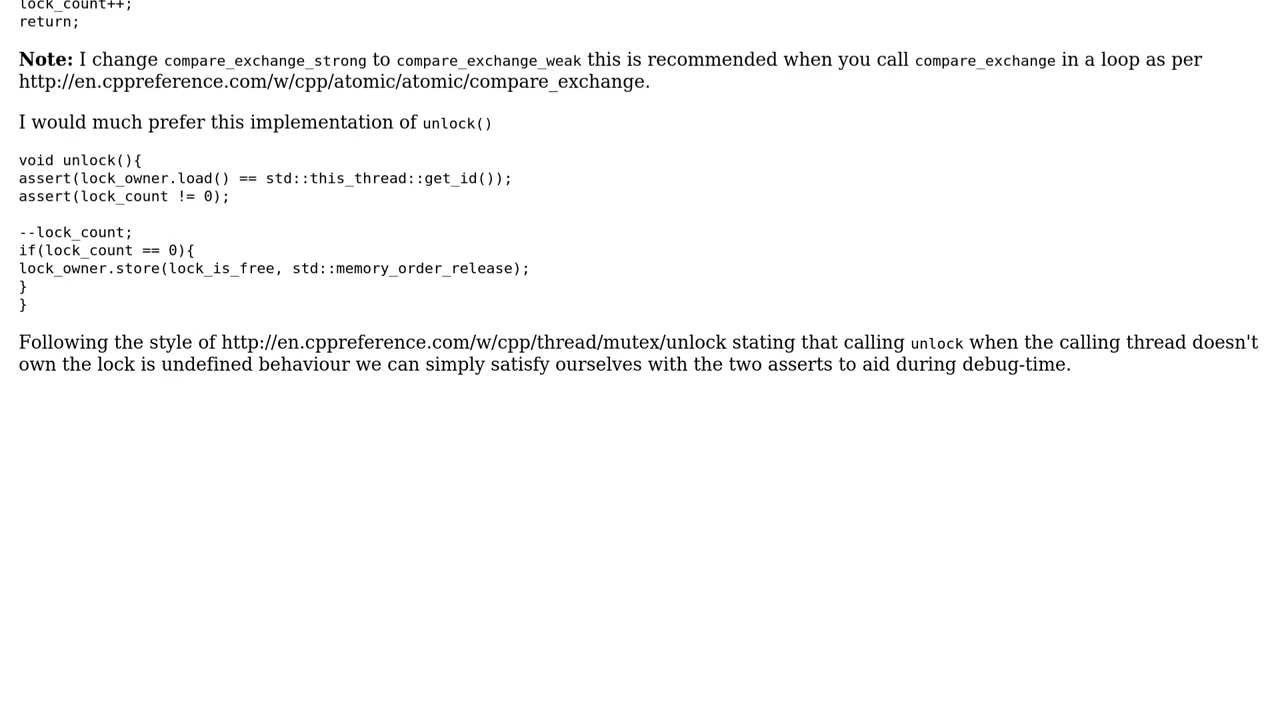 lock_count++;
return;
Note: I change compare_exchange_strong to compare_exchange_weak this is recommended when you call compare_exchange in a loop as per
http://en.cppreference.com/w/cpp/atomic/atomic/compare_exchange.
I would much prefer this implementation of unlock()
void unlock(){
assert(lock_owner.load() == std::this_thread::get_id());
assert(lock_count != 0);
--lock_count;
if(lock_count == 0){
lock_owner.store(lock_is_free, std::memory_order_release);
}
}
Following the style of http://en.cppreference.com/w/cpp/thread/mutex/unlock stating that calling unlock when the calling thread doesn't
own the lock is undefined behaviour we can simply satisfy ourselves with the two asserts to aid during debug-time.